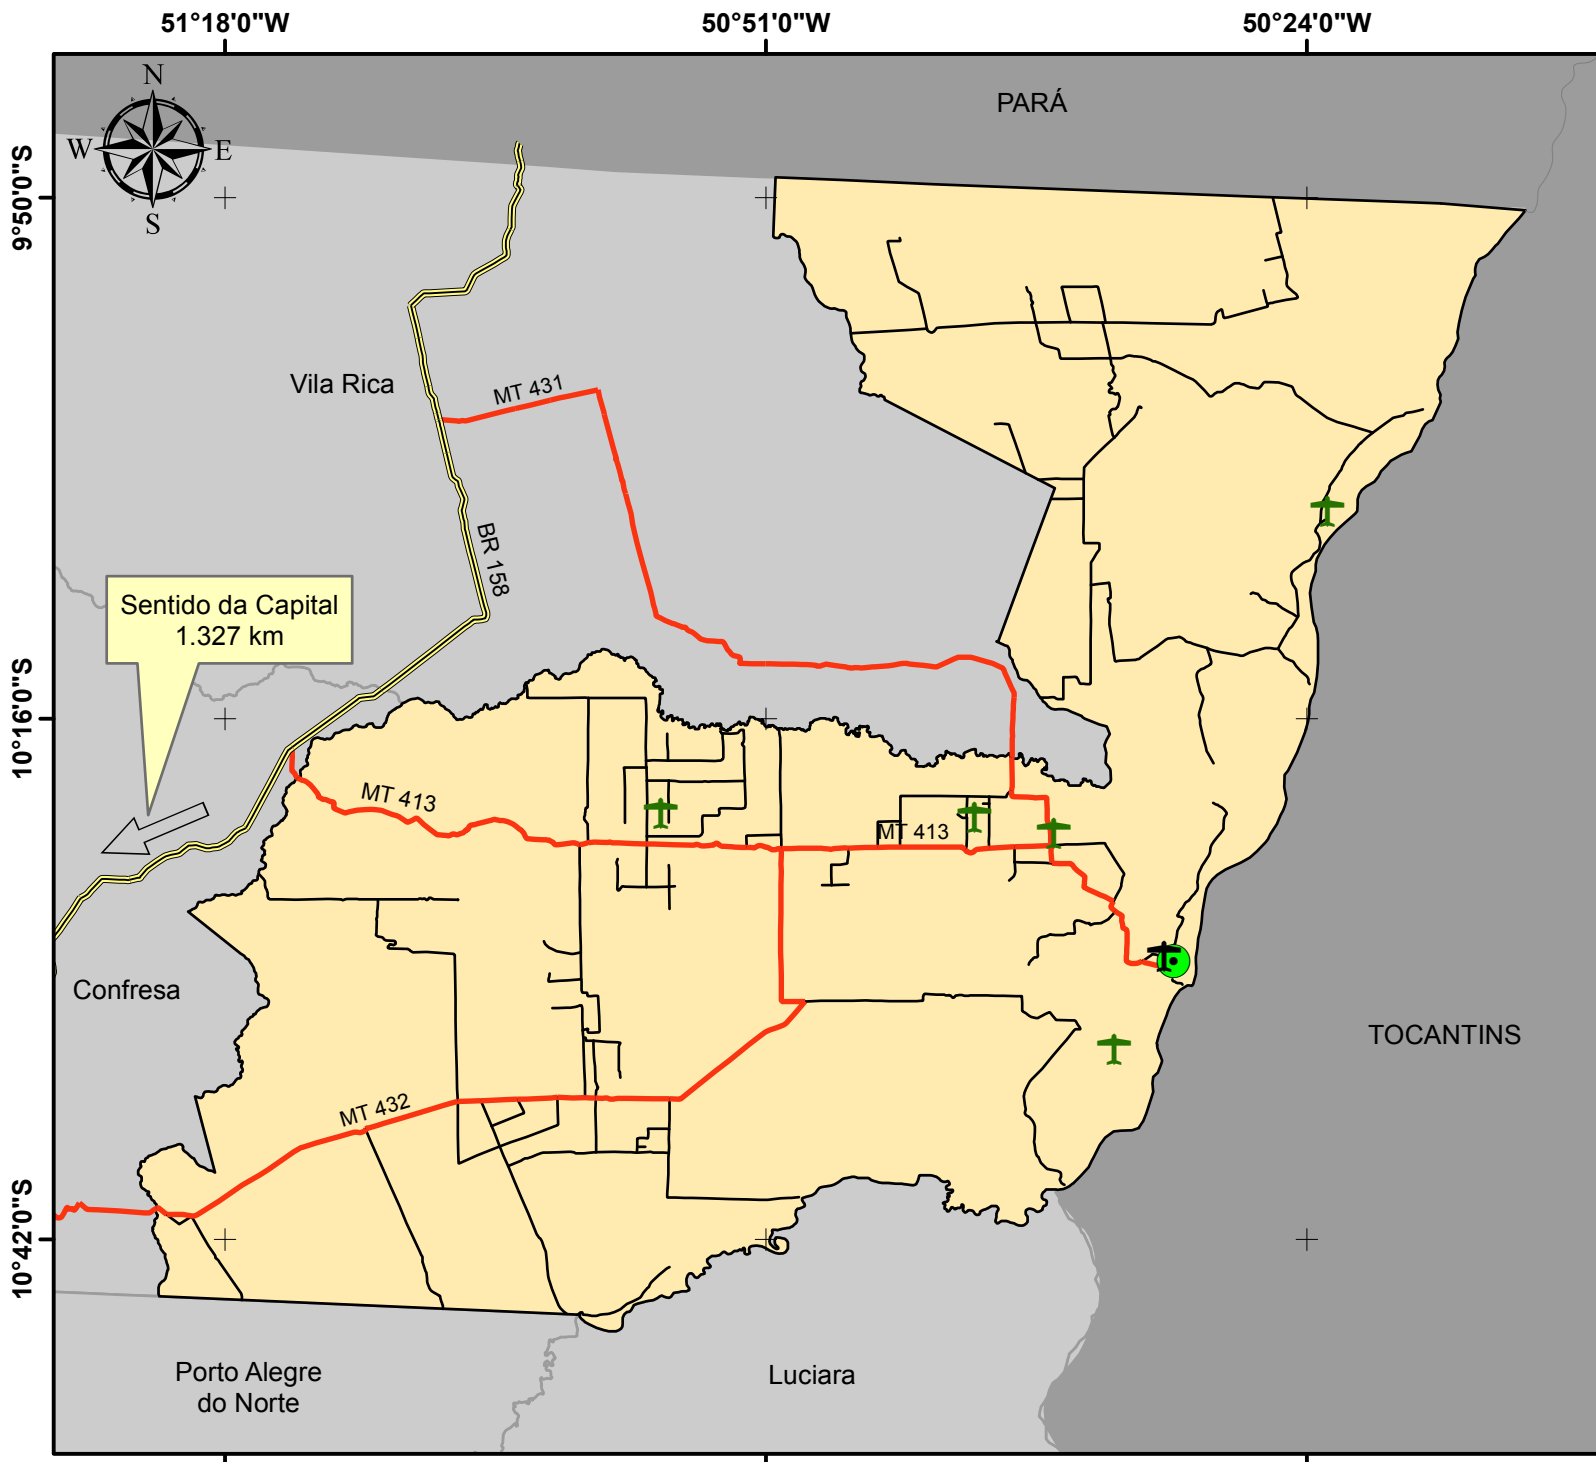 51°18'0"W
50°51'0"W
50°24'0"W
N
W
E
S
PARÁ
9°50'0"S
Vila Rica
MT 431
BR 158
Sentido da Capital
1.327 km
10°16'0"S
MT 413
MT 413
Confresa
TOCANTINS
MT 432
10°42'0"S
Porto Alegre
do Norte
Luciara